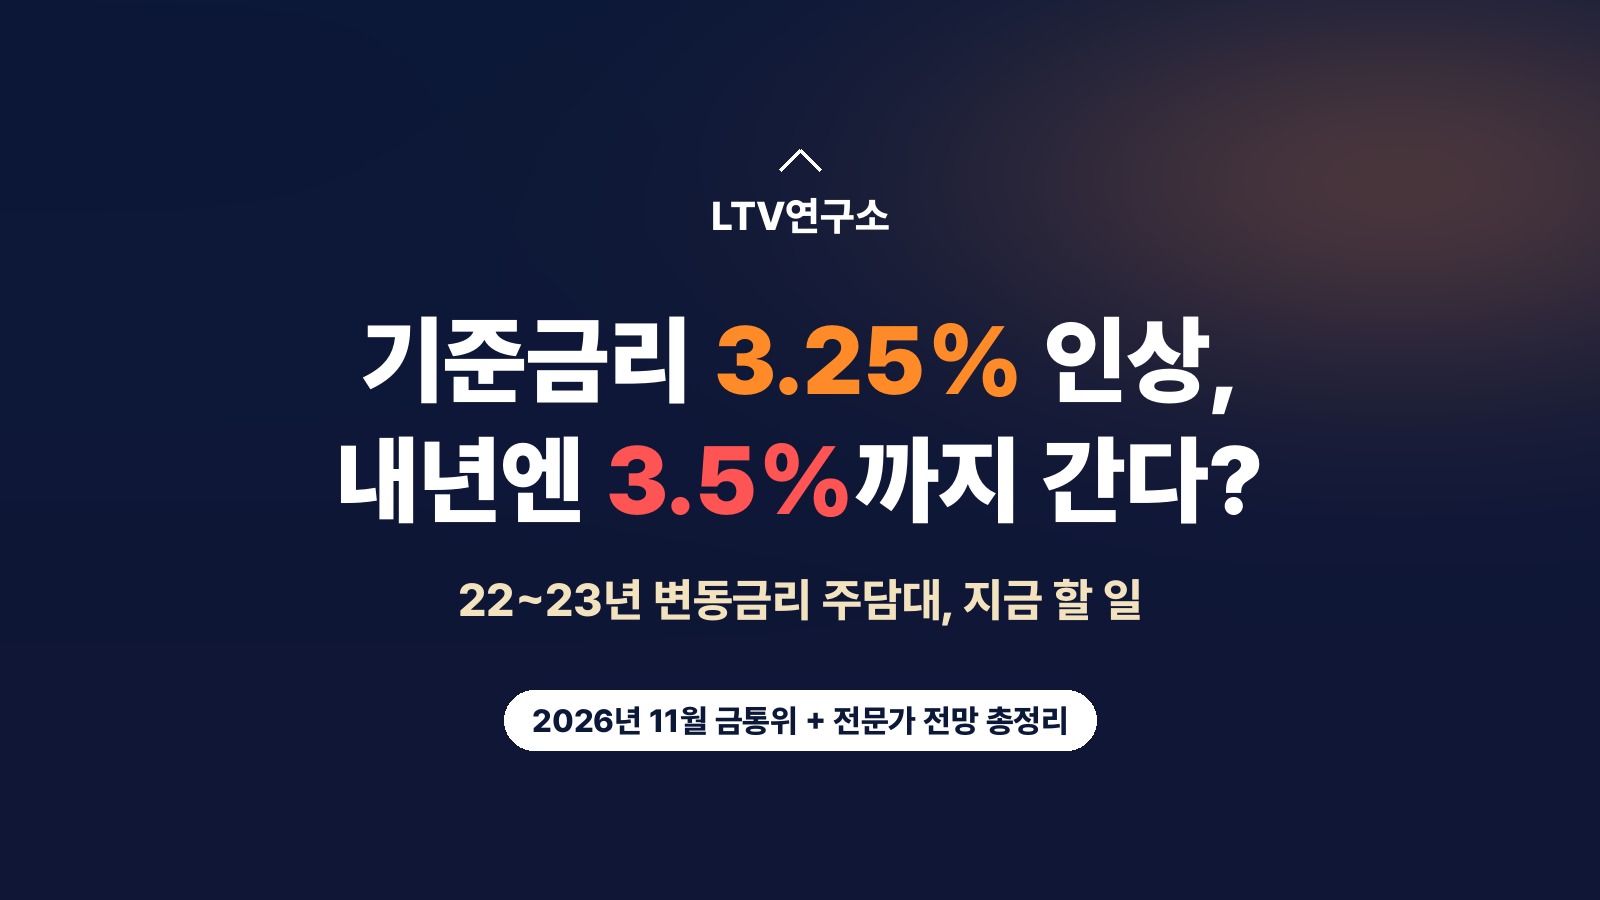 LTV연구소
기준금리 3.25% 인상,
내년엔 3.5%까지 간다?
22~23년 변동금리 주담대, 지금 할 일
2026년 11월 금통위 + 전문가 전망 총정리